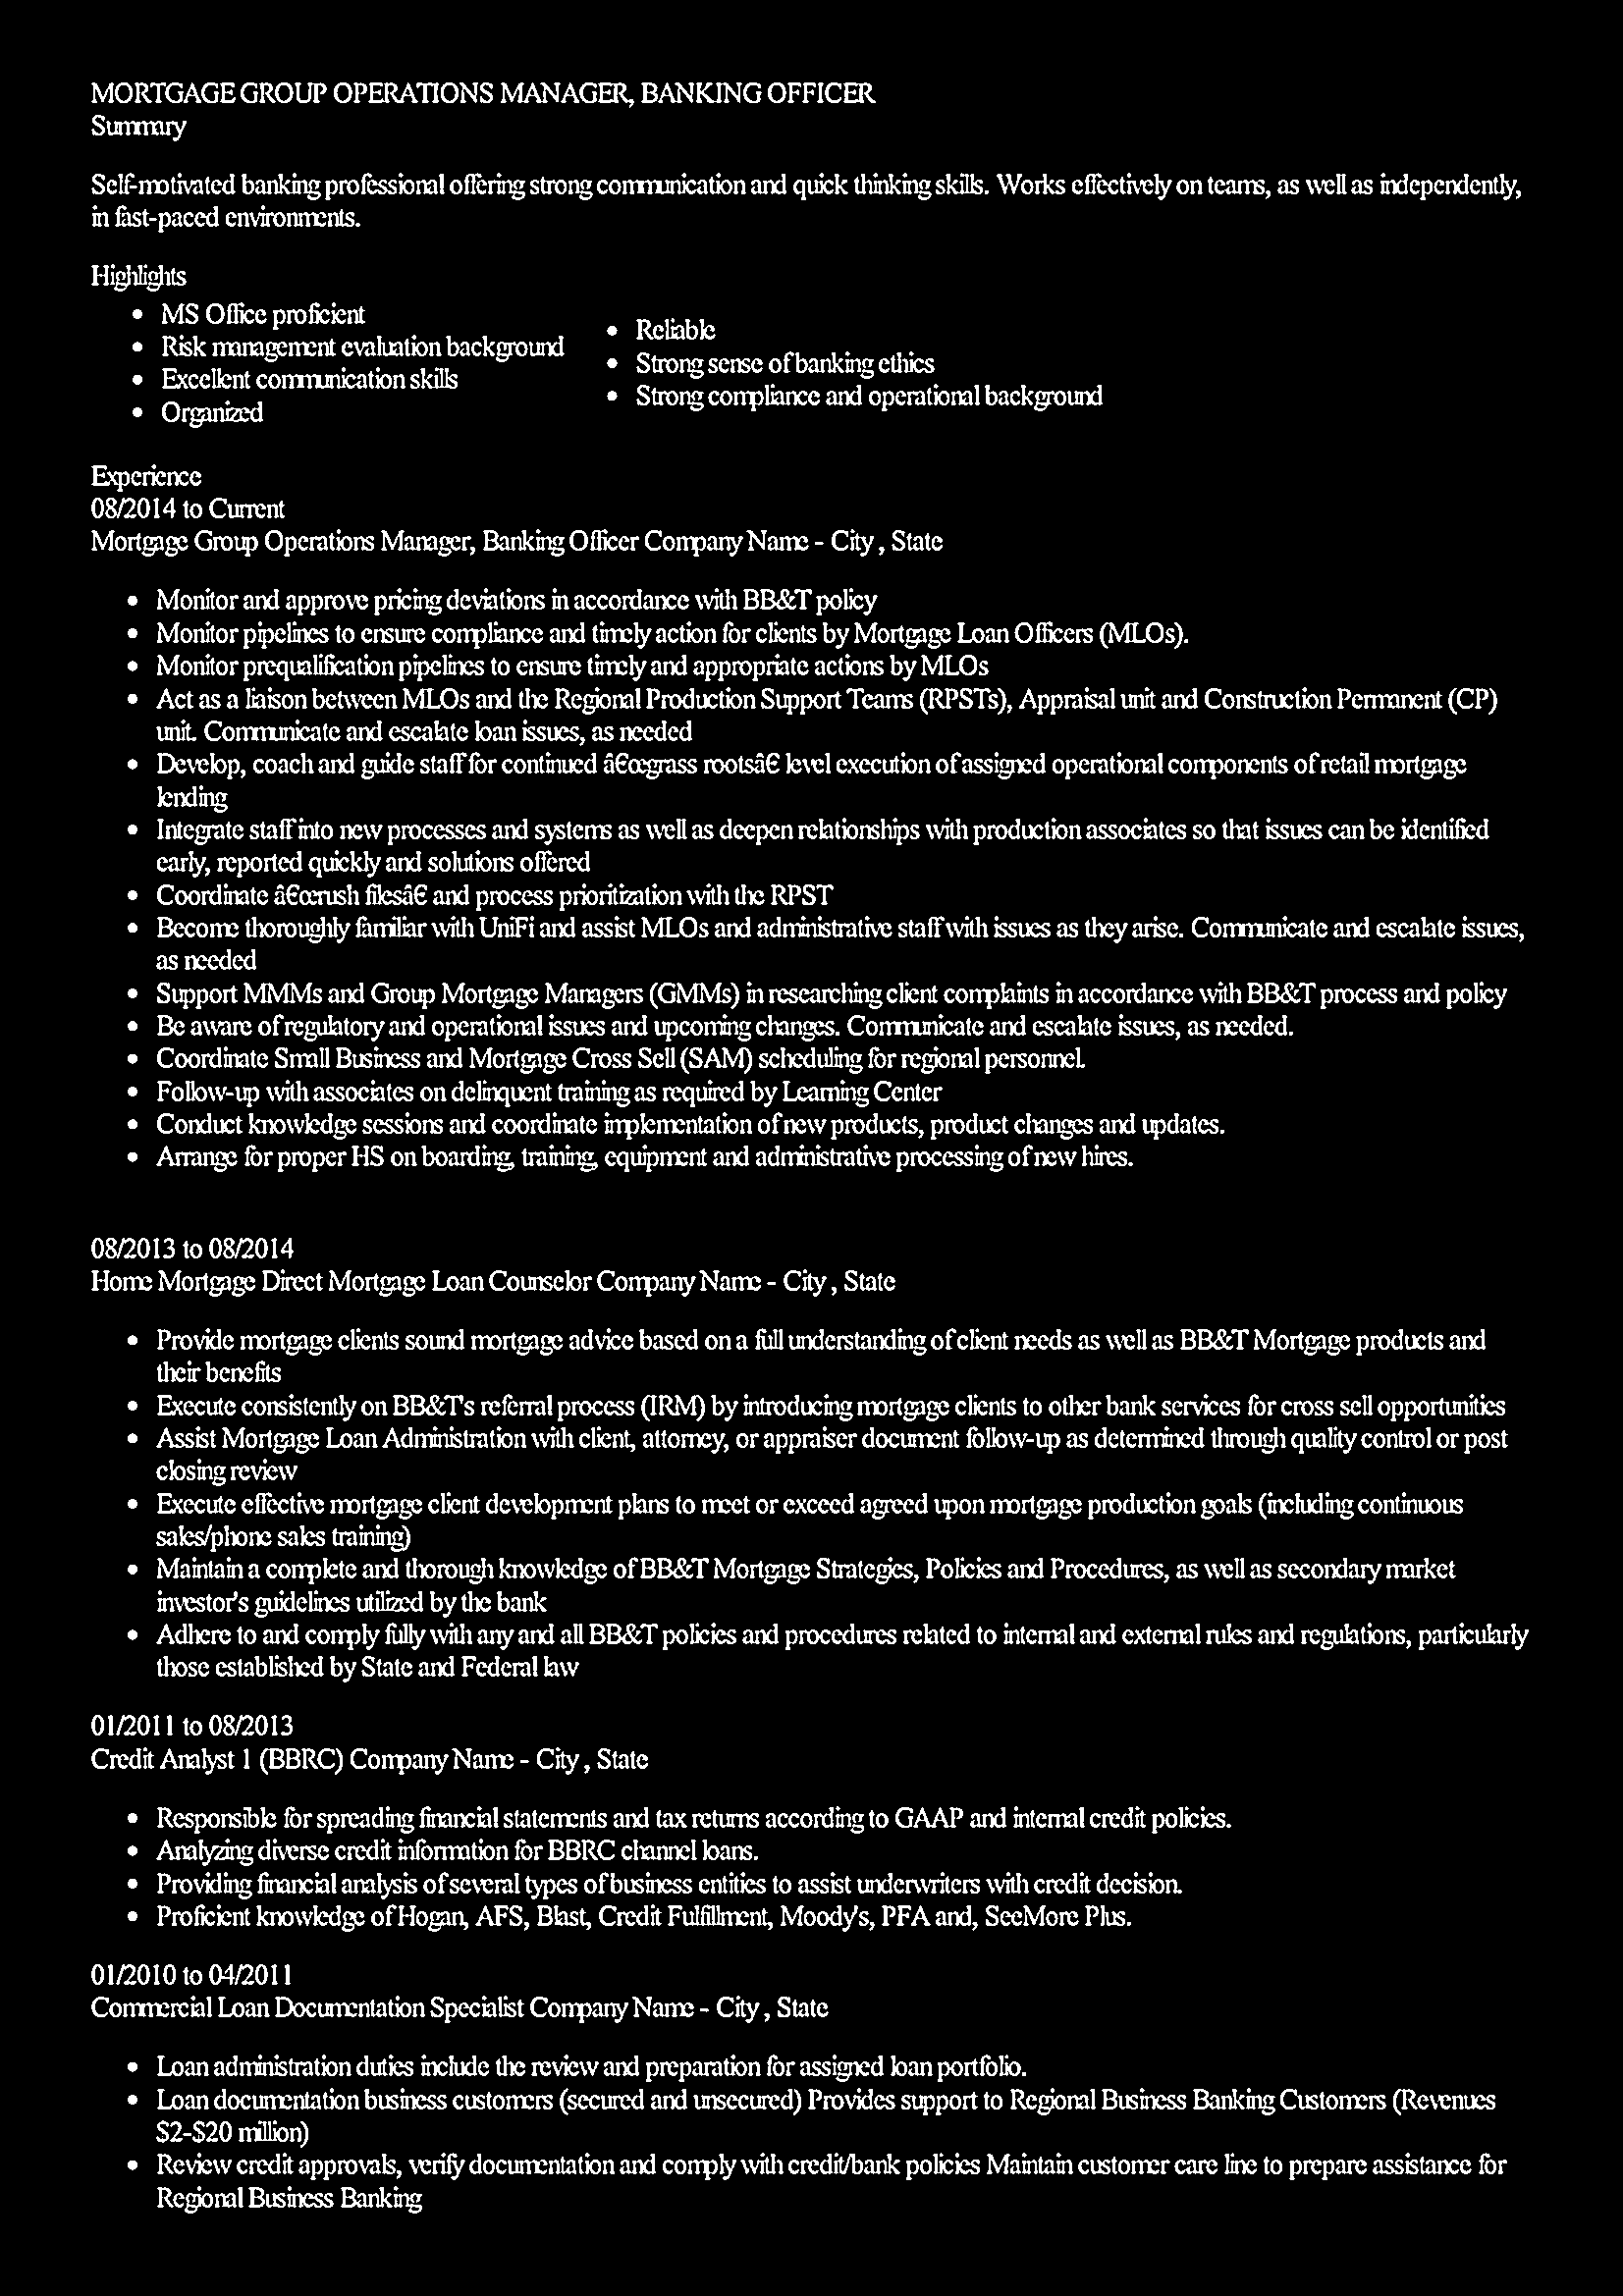 MORTGAGE GROUP OPERATIONS MANAGER, BANKING OFFICER
Summary
Self-motivated banking professional offering strong communication and quick thinking skills. Works effectively on teams, as well as independently,
in fast-paced environments.
Highlights
• MS Office proficient
• Risk management evaluation background
• Excellent communication skills
• Organized
• Reliable
• Strong sense of banking ethics
• Strong compliance and operational background
Experience
08/2014 to Current
Mortgage Group Operations Manager, Banking Officer Company Name - City , State
• Monitor and approve pricing deviations in accordance with BB&T policy
• Monitor pipelines to ensure compliance and timely action for clients by Mortgage Loan Officers (MLOs).
• Monitor prequalification pipelines to ensure timely and appropriate actions by MLOs
• Act as a liaison between MLOs and the Regional Production Support Teams (RPSTs), Appraisal unit and Construction Permanent (CP)
unit. Communicate and escalate loan issues, as needed
• Develop, coach and guide staff for continued â€œgrass rootsâ€ level execution of assigned operational components of retail mortgage
lending
• Integrate staff into new processes and systems as well as deepen relationships with production associates so that issues can be identified
early, reported quickly and solutions offered
• Coordinate â€œrush filesâ€ and process prioritization with the RPST
• Become thoroughly familiar with UniFi and assist MLOs and administrative staff with issues as they arise. Communicate and escalate issues,
as needed
• Support MMMs and Group Mortgage Managers (GMMs) in researching client complaints in accordance with BB&T process and policy
• Be aware of regulatory and operational issues and upcoming changes. Communicate and escalate issues, as needed.
• Coordinate Small Business and Mortgage Cross Sell (SAM) scheduling for regional personnel.
• Follow-up with associates on delinquent training as required by Learning Center
• Conduct knowledge sessions and coordinate implementation of new products, product changes and updates.
• Arrange for proper HS on boarding, training, equipment and administrative processing of new hires.
08/2013 to 08/2014
Home Mortgage Direct Mortgage Loan Counselor Company Name - City , State
• Provide mortgage clients sound mortgage advice based on a full understanding of client needs as well as BB&T Mortgage products and
their benefits
• Execute consistently on BB&T's referral process (IRM) by introducing mortgage clients to other bank services for cross sell opportunities
• Assist Mortgage Loan Administration with client, attorney, or appraiser document follow-up as determined through quality control or post
closing review
• Execute effective mortgage client development plans to meet or exceed agreed upon mortgage production goals (including continuous
sales/phone sales training)
• Maintain a complete and thorough knowledge of BB&T Mortgage Strategies, Policies and Procedures, as well as secondary market
investor's guidelines utilized by the bank
• Adhere to and comply fully with any and all BB&T policies and procedures related to internal and external rules and regulations, particularly
those established by State and Federal law
01/2011 to 08/2013
Credit Analyst 1 (BBRC) Company Name - City , State
• Responsible for spreading financial statements and tax returns according to GAAP and internal credit policies.
• Analyzing diverse credit information for BBRC channel loans.
• Providing financial analysis of several types of business entities to assist underwriters with credit decision.
• Proficient knowledge of Hogan, AFS, Blast, Credit Fulfillment, Moody's, PFA and, SeeMore Plus.
01/2010 to 04/2011
Commercial Loan Documentation Specialist Company Name - City , State
• Loan administration duties include the review and preparation for assigned loan portfolio.
• Loan documentation business customers (secured and unsecured) Provides support to Regional Business Banking Customers (Revenues
$2-$20 million)
• Review credit approvals, verify documentation and comply with credit/bank policies Maintain customer care line to prepare assistance for
Regional Business Banking